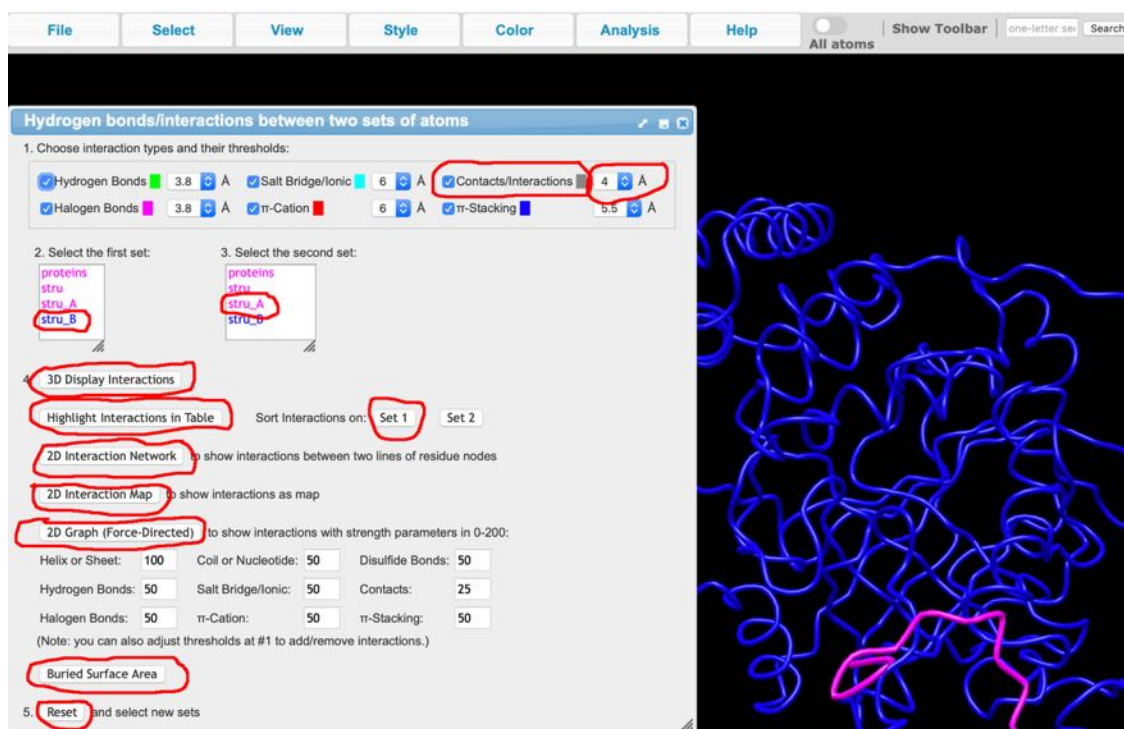 File Select View Style Color Analysis Help All atoms Show Toolbar one-letter se Search
Hydrogen bonds/interactions between two sets of atoms
1. Choose interaction types and their thresholds:
Hydrogen Bonds 3.8 Å Salt Bridge/Ionic 6 Å Contacts/Interactions 4 Å
Halogen Bonds 3.8 Å π-Cation 6 Å π-Stacking 5.5 Å
2. Select the first set: 3. Select the second set:
proteins proteins
stru stru
stru_A stru_A
stru_B stru_B
4. 3D Display Interactions
Highlight Interactions in Table Sort Interactions on: Set 1 Set 2
2D Interaction Network to show interactions between two lines of residue nodes
2D Interaction Map to show interactions as map
2D Graph (Force-Directed) to show interactions with strength parameters in 0-200:
Helix or Sheet: 100 Coil or Nucleotide: 50 Disulfide Bonds: 50
Hydrogen Bonds: 50 Salt Bridge/Ionic: 50 Contacts: 25
Halogen Bonds: 50 π-Cation: 50 π-Stacking: 50
(Note: you can also adjust thresholds at #1 to add/remove interactions.)
Buried Surface Area
5. Reset and select new sets